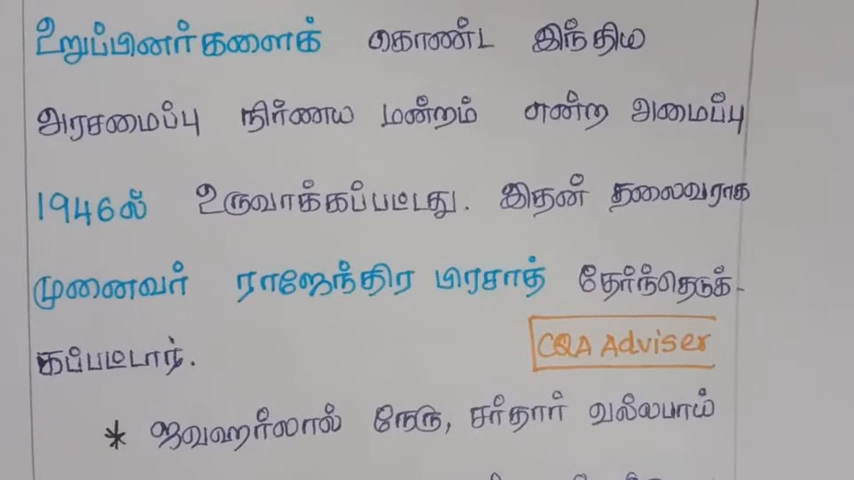 உறுப்பினர்களைக் கொண்ட இந்திய
அரசமைப்பு நிர்ணய மன்றம் என்ற அமைப்பு
1946ல் உருவாக்கப்பட்டது. இதன் தலைவராக
முனைவர் ராஜேந்திர பிரசாத் தேர்ந்தெடுக்-
கப்பட்டார்.
CQA Adviser
* ஜவஹர்லால் நேரு, சர்தார் வல்லபாய்